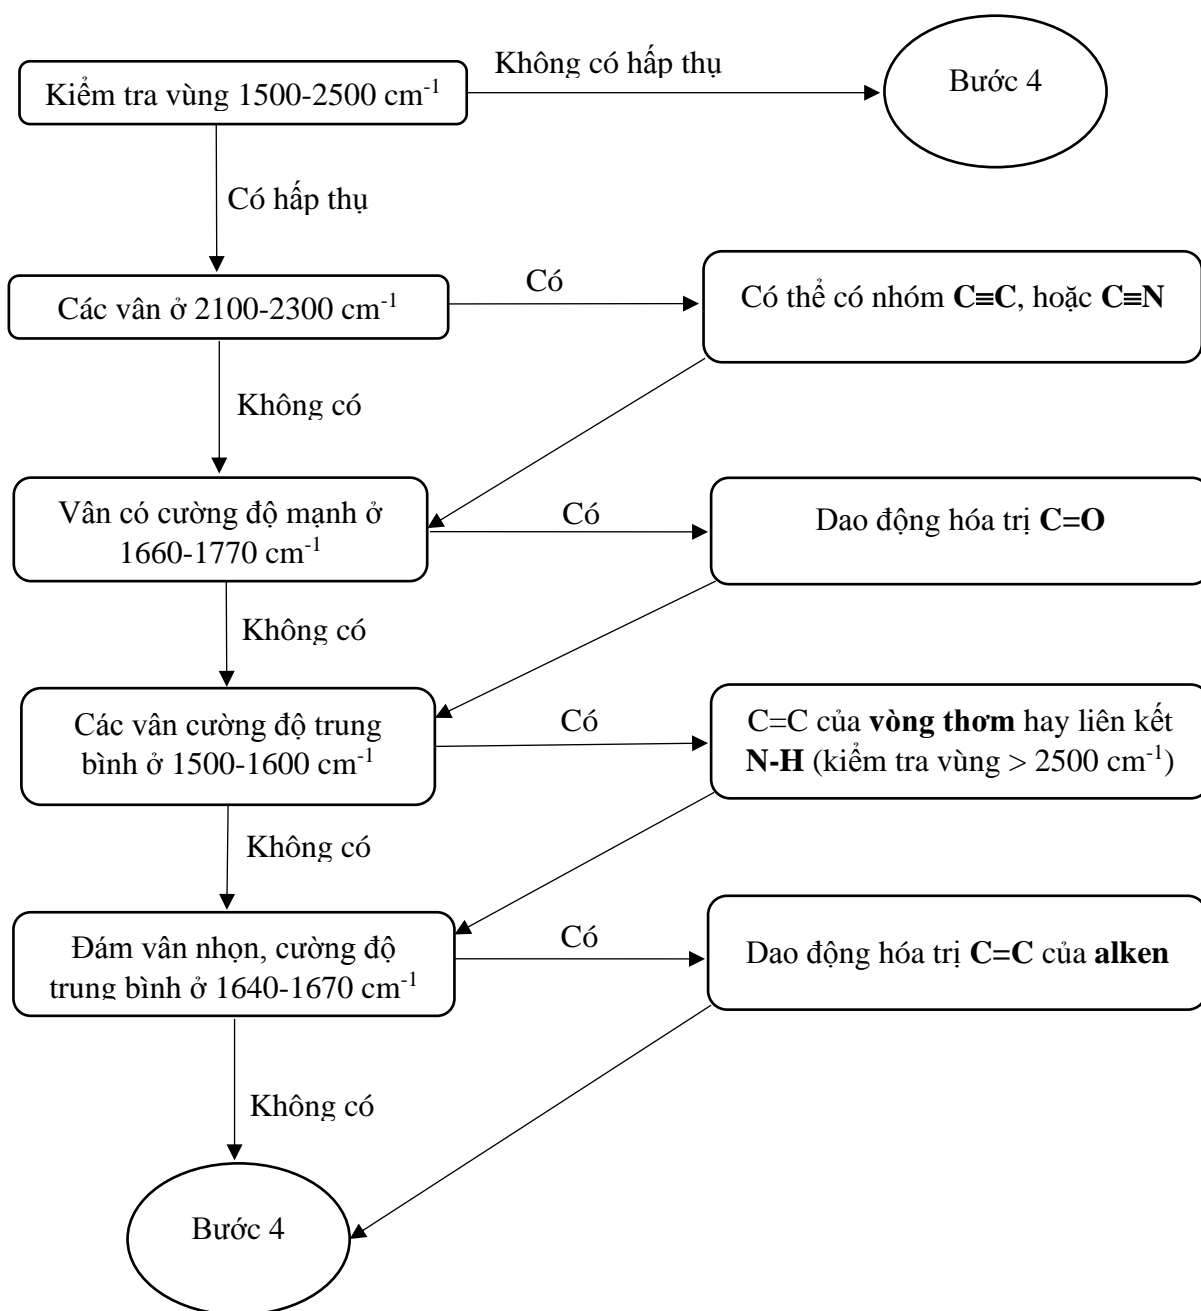 Không có hấp thụ
Bước 4
Kiểm tra vùng 1500-2500 cm⁻¹
Có hấp thụ
Các vân ở 2100-2300 cm⁻¹
Có
Có thể có nhóm C≡C, hoặc C≡N
Không có
Vân có cường độ mạnh ở
1660-1770 cm⁻¹
Có
Dao động hóa trị C=O
Không có
Các vân cường độ trung
bình ở 1500-1600 cm⁻¹
Có
C=C của vòng thơm hay liên kết
N-H (kiểm tra vùng > 2500 cm⁻¹)
Không có
Đám vân nhọn, cường độ
trung bình ở 1640-1670 cm⁻¹
Có
Dao động hóa trị C=C của alken
Không có
Bước 4